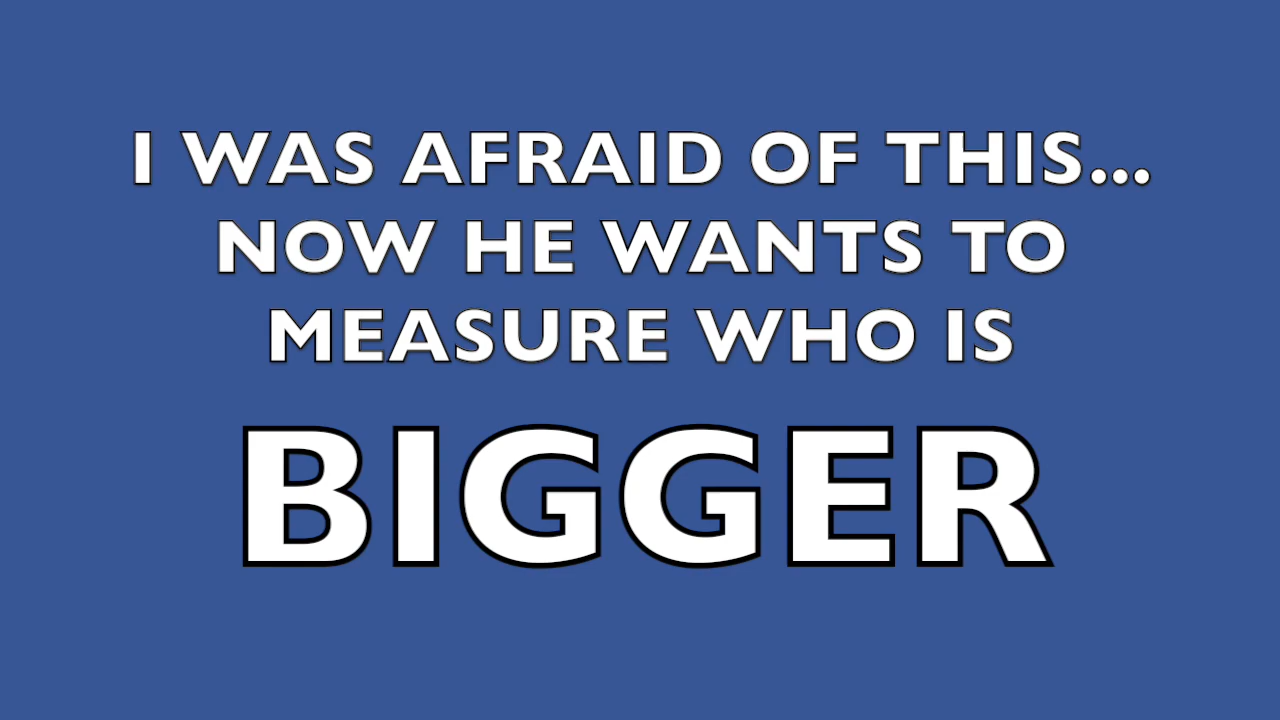 I WAS AFRAID OF THIS...
NOW HE WANTS TO
MEASURE WHO IS
BIGGER